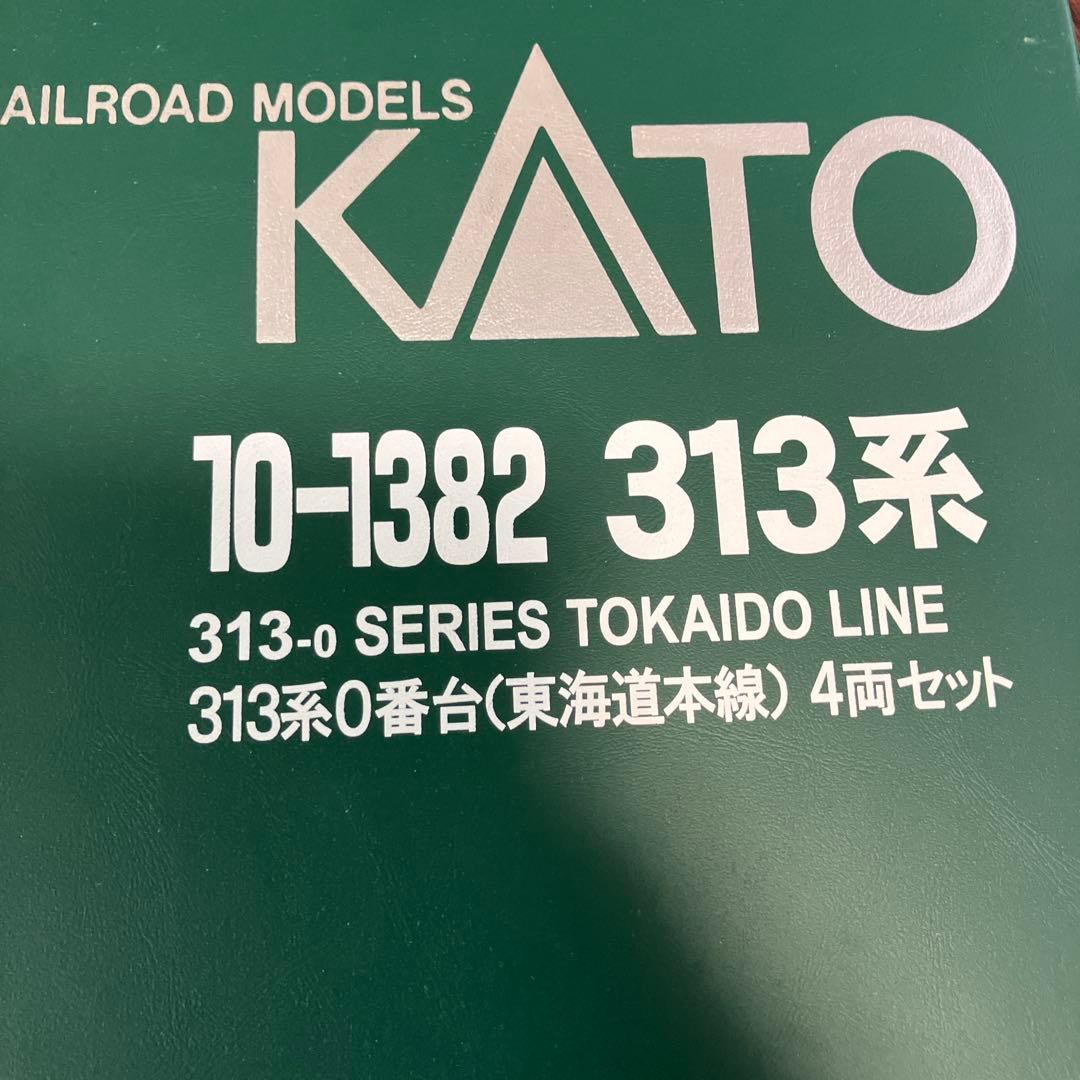 AILROAD MODELS
KATO
10-1382 313系
313-0 SERIES TOKAIDO LINE
313系0番台(東海道本線) 4両セット